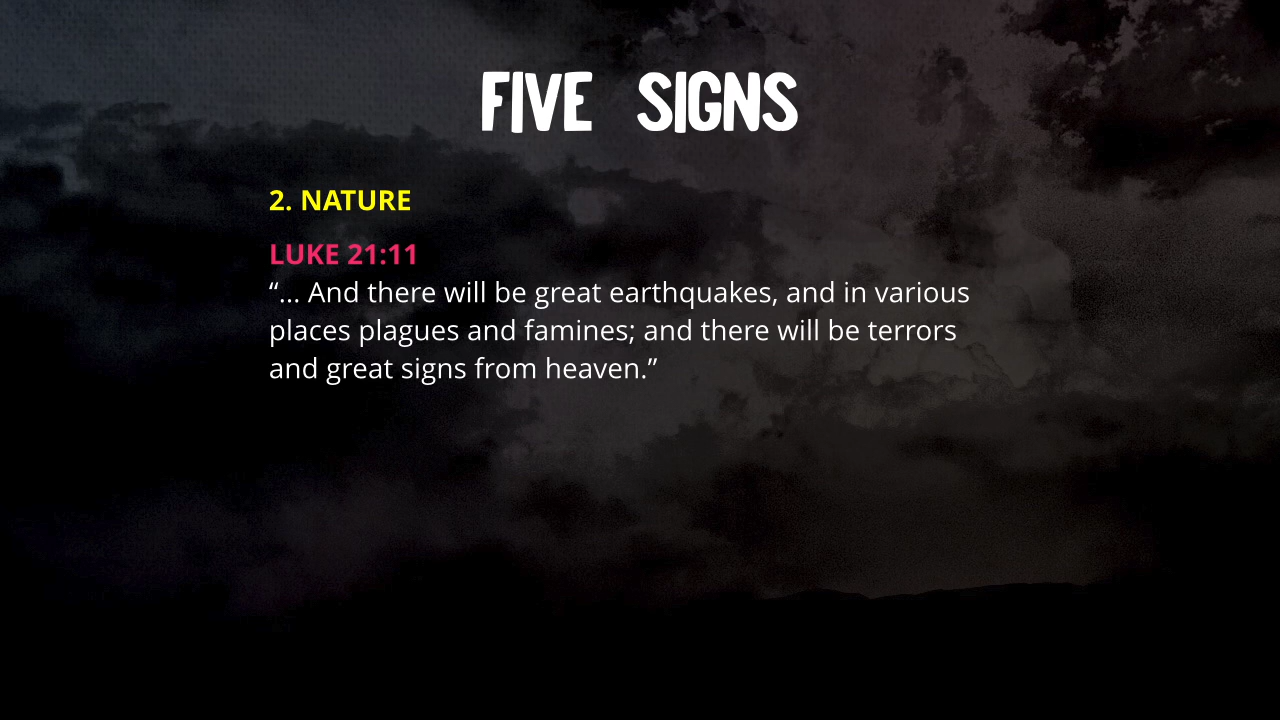 FIVE SIGNS
2. NATURE
LUKE 21:11
“... And there will be great earthquakes, and in various
places plagues and famines; and there will be terrors
and great signs from heaven.”